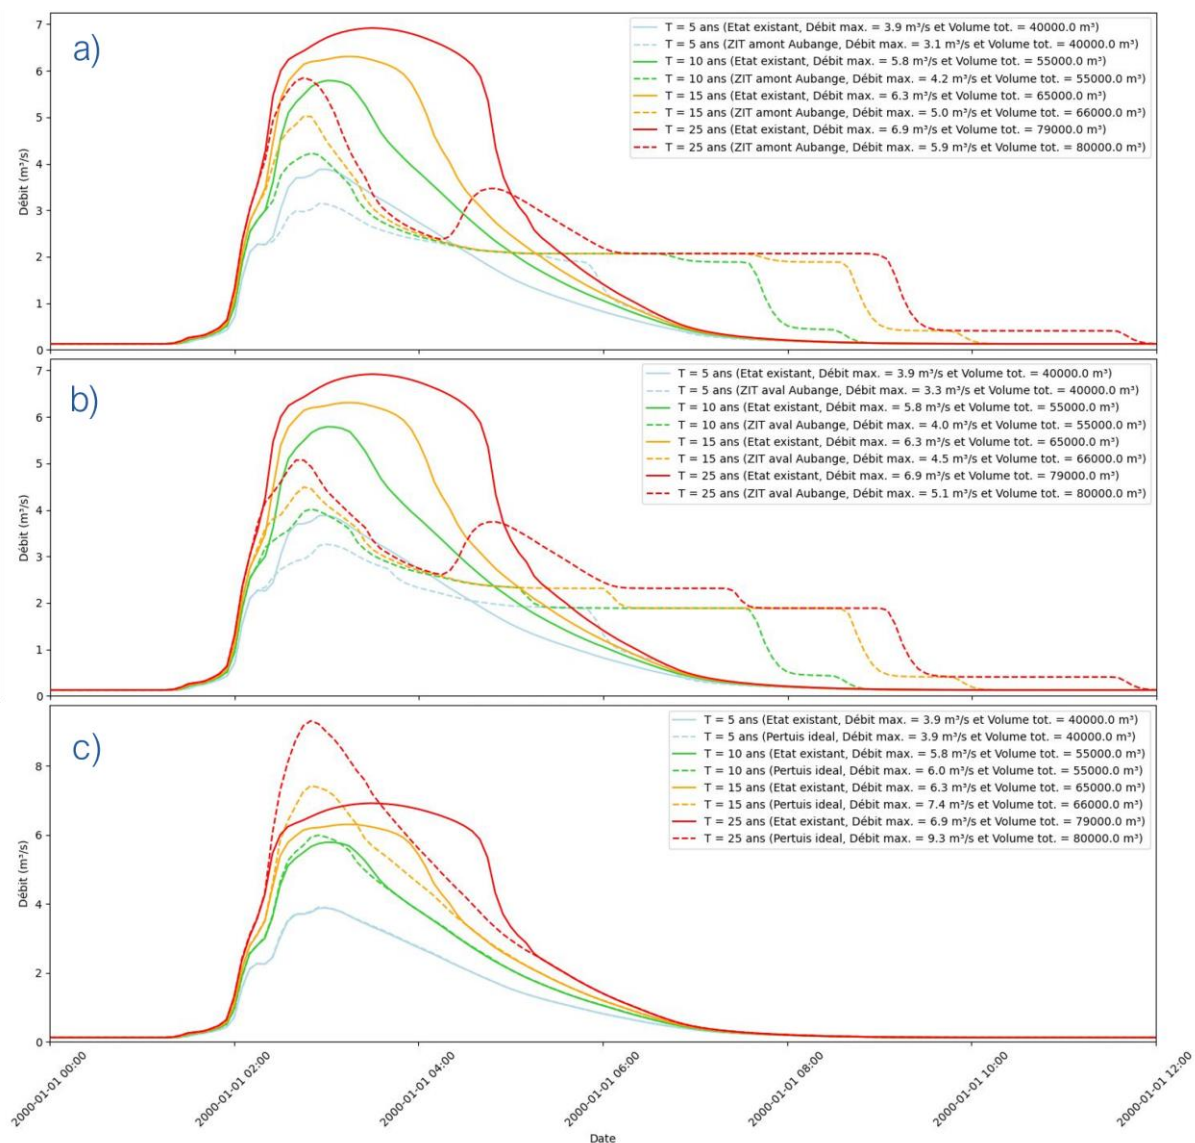 a)
7
6
5
4
3
2
1
0
Débit (m³/s)
T = 5 ans (Etat existant, Débit max. = 3.9 m³/s et Volume tot. = 40000.0 m³)
T = 5 ans (ZIT amont Aubange, Débit max. = 3.1 m³/s et Volume tot. = 40000.0 m³)
T = 10 ans (Etat existant, Débit max. = 5.8 m³/s et Volume tot. = 55000.0 m³)
T = 10 ans (ZIT amont Aubange, Débit max. = 4.2 m³/s et Volume tot. = 55000.0 m³)
T = 15 ans (Etat existant, Débit max. = 6.3 m³/s et Volume tot. = 65000.0 m³)
T = 15 ans (ZIT amont Aubange, Débit max. = 5.0 m³/s et Volume tot. = 66000.0 m³)
T = 25 ans (Etat existant, Débit max. = 6.9 m³/s et Volume tot. = 79000.0 m³)
T = 25 ans (ZIT amont Aubange, Débit max. = 5.9 m³/s et Volume tot. = 80000.0 m³)
b)
7
6
5
4
3
2
1
0
Débit (m³/s)
T = 5 ans (Etat existant, Débit max. = 3.9 m³/s et Volume tot. = 40000.0 m³)
T = 5 ans (ZIT aval Aubange, Débit max. = 3.3 m³/s et Volume tot. = 40000.0 m³)
T = 10 ans (Etat existant, Débit max. = 5.8 m³/s et Volume tot. = 55000.0 m³)
T = 10 ans (ZIT aval Aubange, Débit max. = 4.0 m³/s et Volume tot. = 55000.0 m³)
T = 15 ans (Etat existant, Débit max. = 6.3 m³/s et Volume tot. = 65000.0 m³)
T = 15 ans (ZIT aval Aubange, Débit max. = 4.5 m³/s et Volume tot. = 66000.0 m³)
T = 25 ans (Etat existant, Débit max. = 6.9 m³/s et Volume tot. = 79000.0 m³)
T = 25 ans (ZIT aval Aubange, Débit max. = 5.1 m³/s et Volume tot. = 80000.0 m³)
c)
8
6
4
2
0
Débit (m³/s)
T = 5 ans (Etat existant, Débit max. = 3.9 m³/s et Volume tot. = 40000.0 m³)
T = 5 ans (Pertuis ideal, Débit max. = 3.9 m³/s et Volume tot. = 40000.0 m³)
T = 10 ans (Etat existant, Débit max. = 5.8 m³/s et Volume tot. = 55000.0 m³)
T = 10 ans (Pertuis ideal, Débit max. = 6.0 m³/s et Volume tot. = 55000.0 m³)
T = 15 ans (Etat existant, Débit max. = 6.3 m³/s et Volume tot. = 65000.0 m³)
T = 15 ans (Pertuis ideal, Débit max. = 7.4 m³/s et Volume tot. = 66000.0 m³)
T = 25 ans (Etat existant, Débit max. = 6.9 m³/s et Volume tot. = 79000.0 m³)
T = 25 ans (Pertuis ideal, Débit max. = 9.3 m³/s et Volume tot. = 80000.0 m³)
2000-01-01 00:00
2000-01-01 02:00
2000-01-01 04:00
2000-01-01 06:00
2000-01-01 08:00
2000-01-01 10:00
2000-01-01 12:00
Date